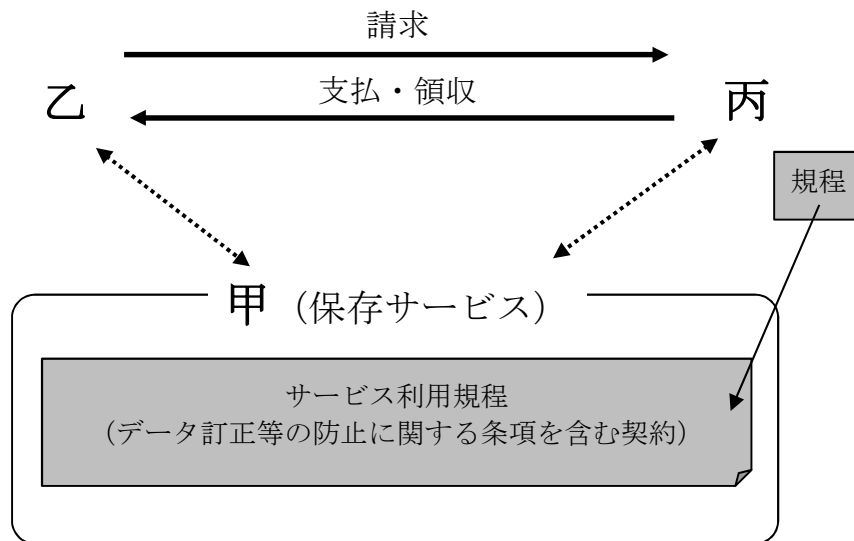 請求
乙
支払・領収
丙
規程
甲（保存サービス）
サービス利用規程
（データ訂正等の防止に関する条項を含む契約）